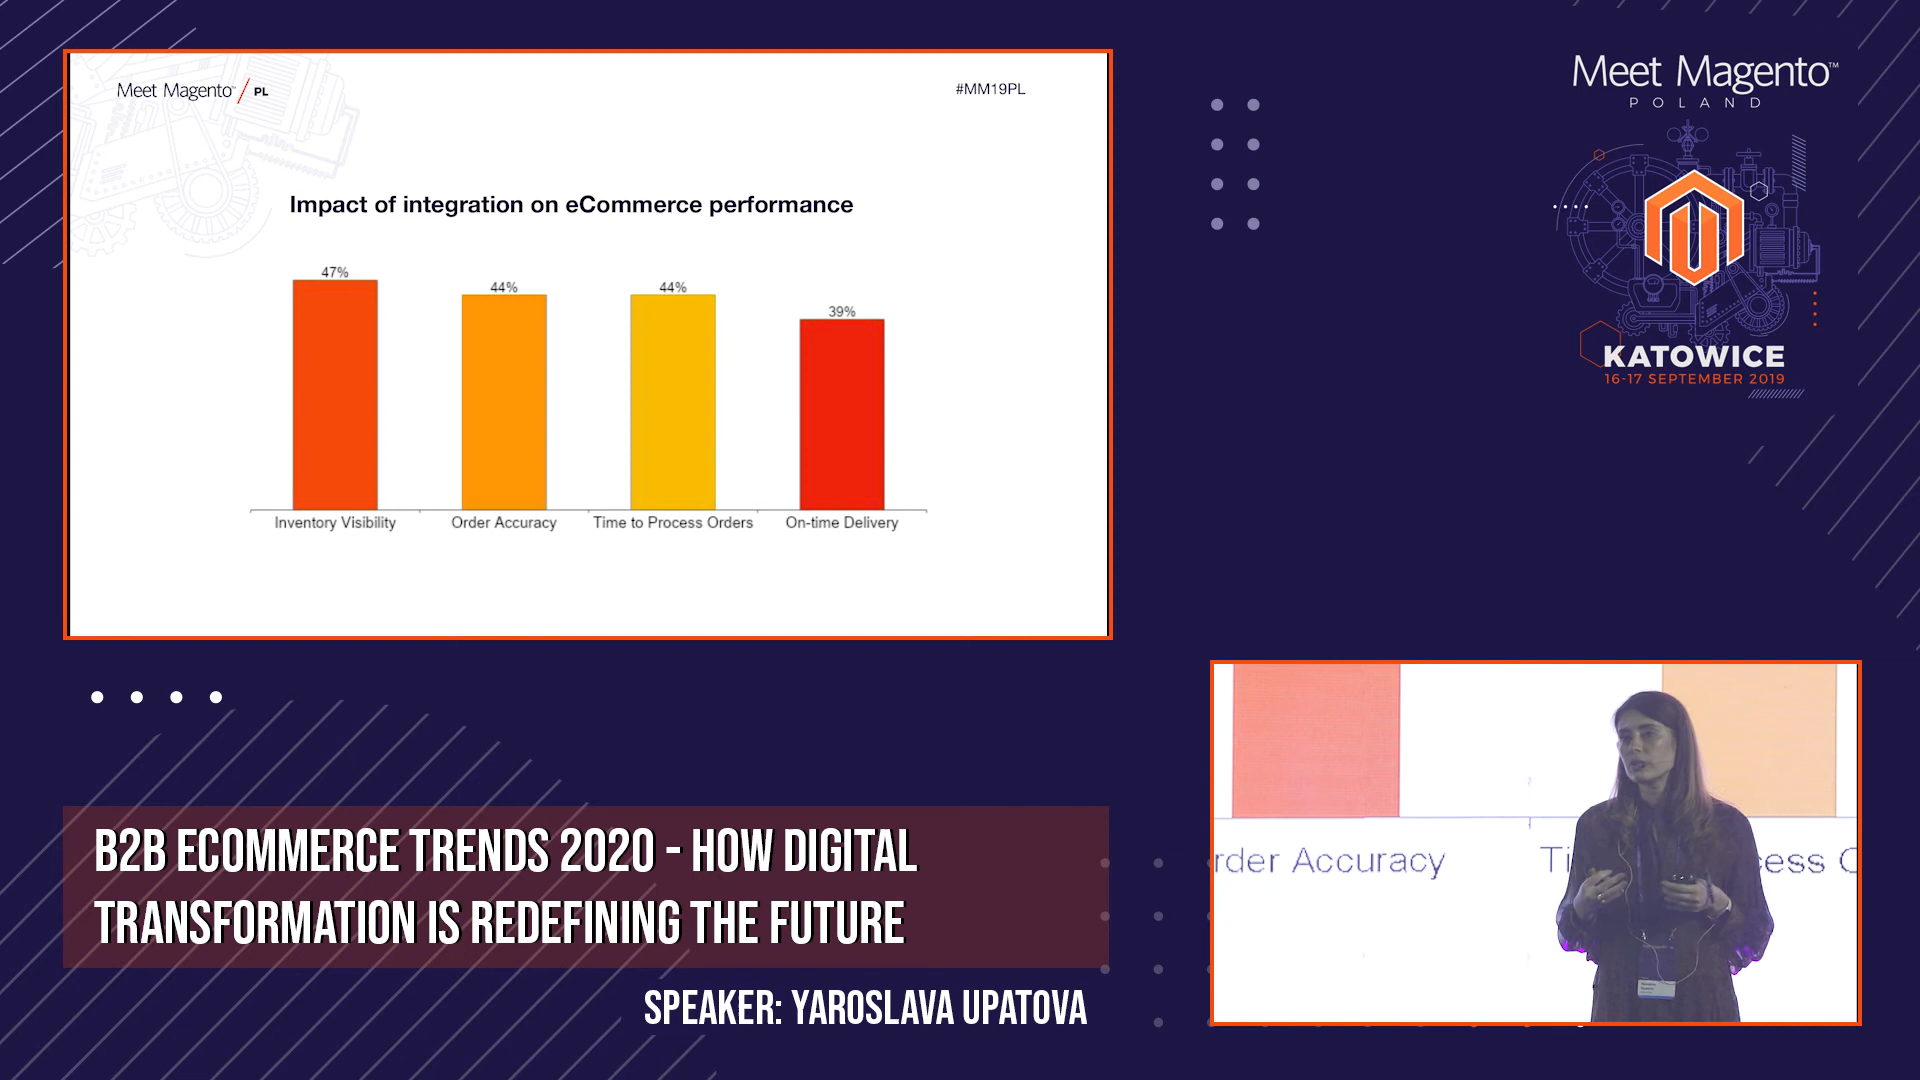 Meet Magento PL
#MM19PL
Impact of integration on eCommerce performance
47%
44%
44%
39%
Inventory Visibility
Order Accuracy
Time to Process Orders
On-time Delivery
Meet Magento™
POLAND
KATOWICE
16-17 SEPTEMBER 2019
B2B ECOMMERCE TRENDS 2020 - HOW DIGITAL
TRANSFORMATION IS REDEFINING THE FUTURE
SPEAKER: YAROSLAVA UPATOVA
rder Accuracy
Ti cess O